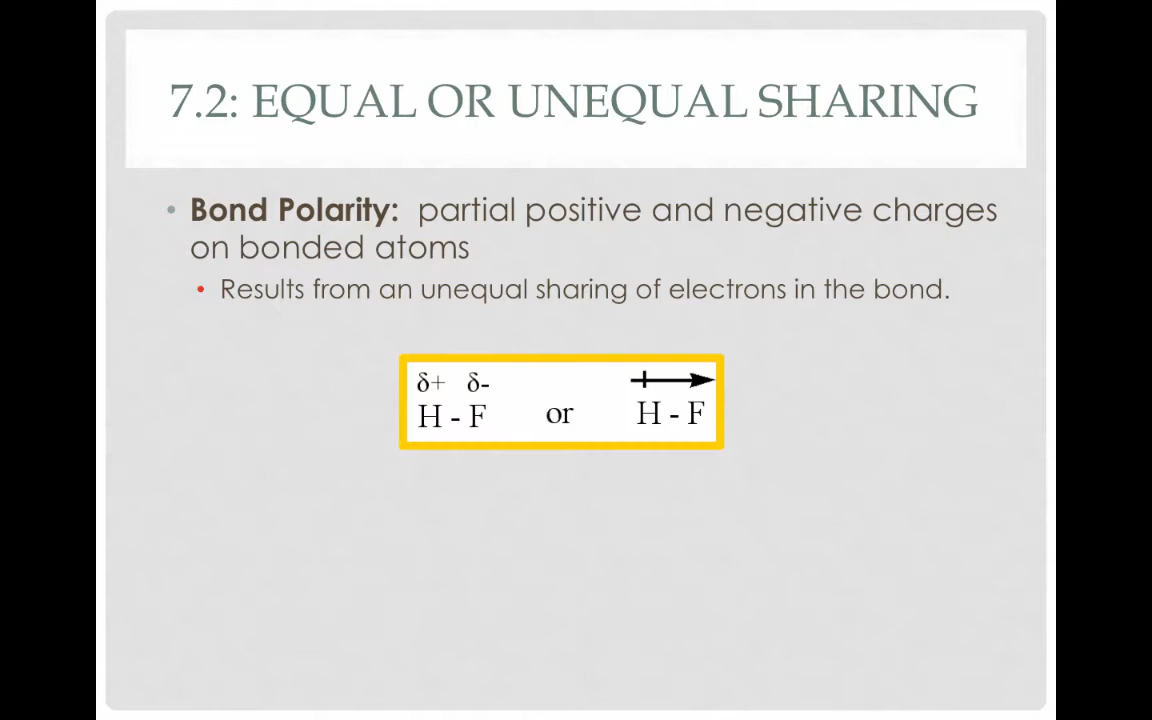 7.2: EQUAL OR UNEQUAL SHARING
• Bond Polarity: partial positive and negative charges
on bonded atoms
• Results from an unequal sharing of electrons in the bond.
δ+ δ-
H - F or H - F